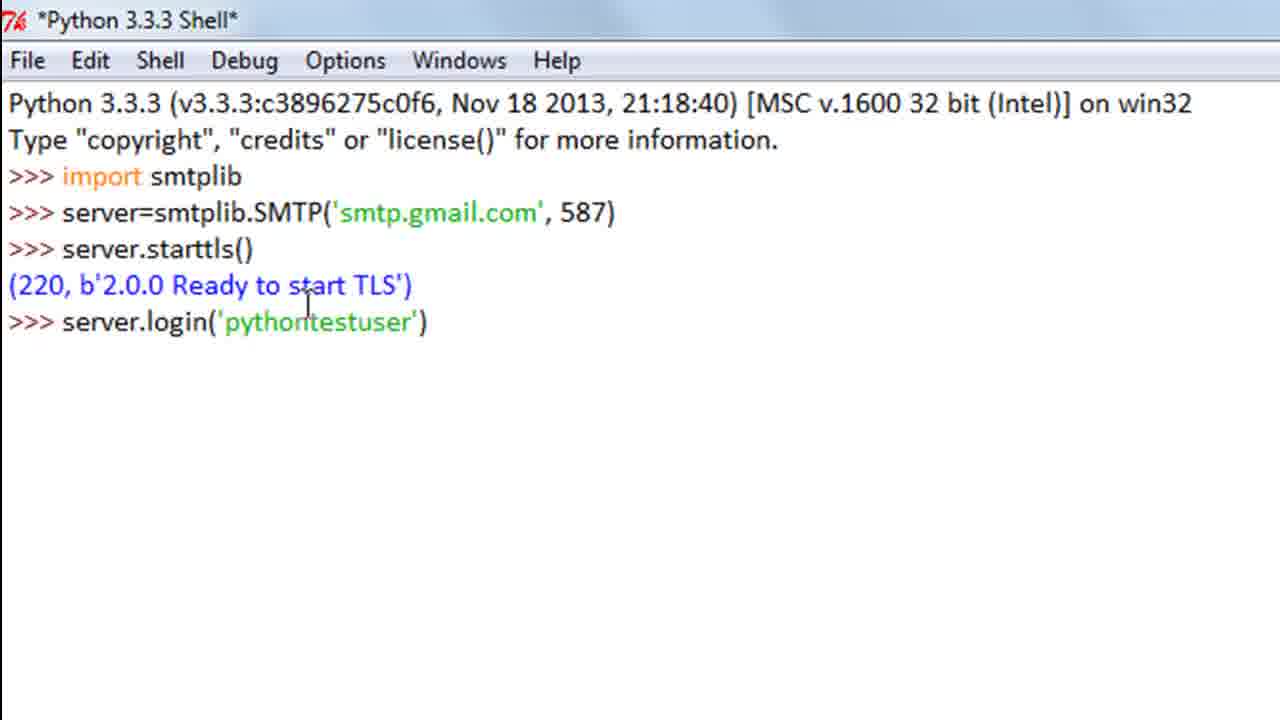 *Python 3.3.3 Shell*
File Edit Shell Debug Options Windows Help
Python 3.3.3 (v3.3.3:c3896275c0f6, Nov 18 2013, 21:18:40) [MSC v.1600 32 bit (Intel)] on win32
Type "copyright", "credits" or "license()" for more information.
>>> import smtplib
>>> server=smtplib.SMTP('smtp.gmail.com', 587)
>>> server.starttls()
(220, b'2.0.0 Ready to start TLS')
>>> server.login('pythontestuser')